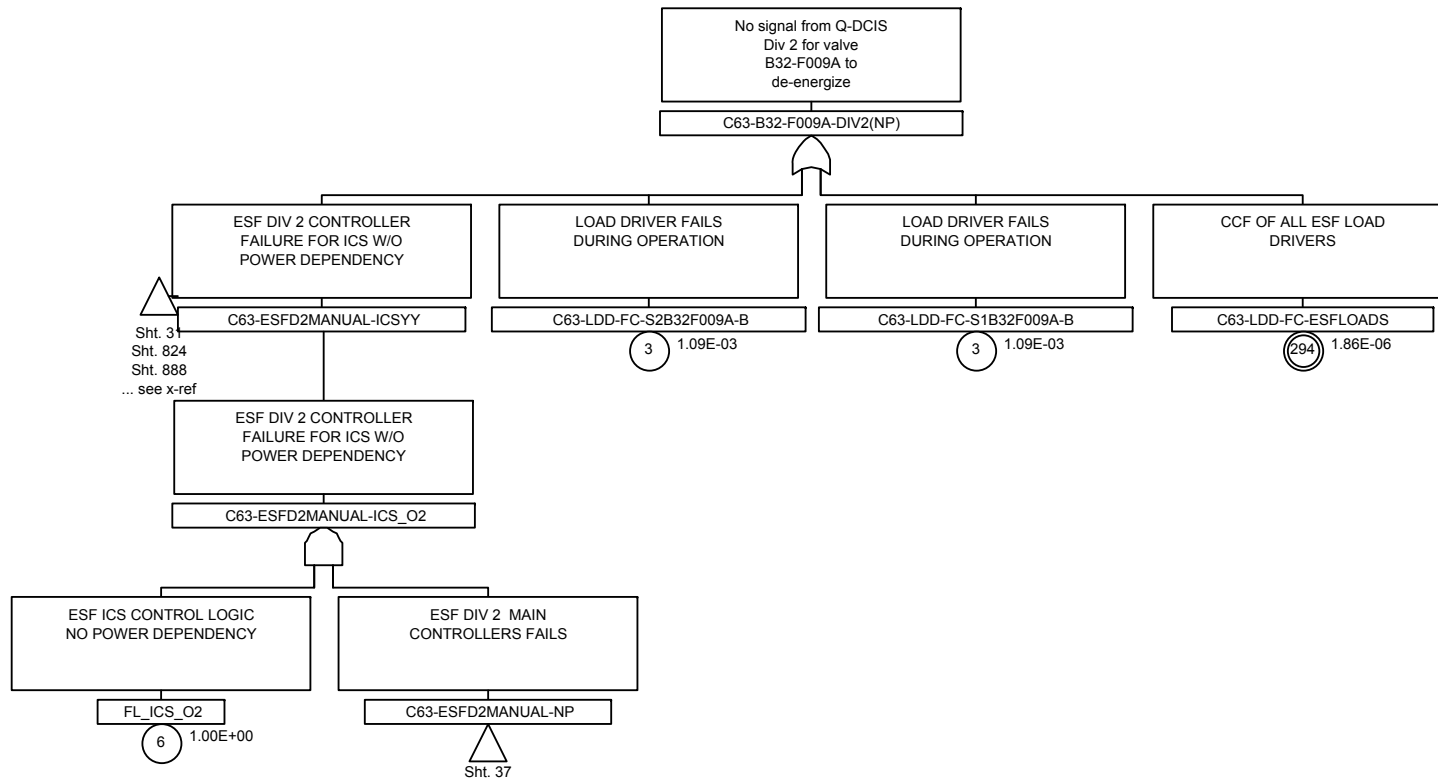 No signal from Q-DCIS
Div 2 for valve
B32-F009A to
de-energize
C63-B32-F009A-DIV2(NP)
ESF DIV 2 CONTROLLER
FAILURE FOR ICS W/O
POWER DEPENDENCY
C63-ESFD2MANUAL-ICSYY
Sht. 31
Sht. 824
Sht. 888
... see x-ref
LOAD DRIVER FAILS
DURING OPERATION
C63-LDD-FC-S2B32F009A-B
3
1.09E-03
LOAD DRIVER FAILS
DURING OPERATION
C63-LDD-FC-S1B32F009A-B
3
1.09E-03
CCF OF ALL ESF LOAD
DRIVERS
C63-LDD-FC-ESFLOADS
294
1.86E-06
ESF DIV 2 CONTROLLER
FAILURE FOR ICS W/O
POWER DEPENDENCY
C63-ESFD2MANUAL-ICS_O2
ESF ICS CONTROL LOGIC
NO POWER DEPENDENCY
FL_ICS_O2
6
1.00E+00
ESF DIV 2 MAIN
CONTROLLERS FAILS
C63-ESFD2MANUAL-NP
Sht. 37